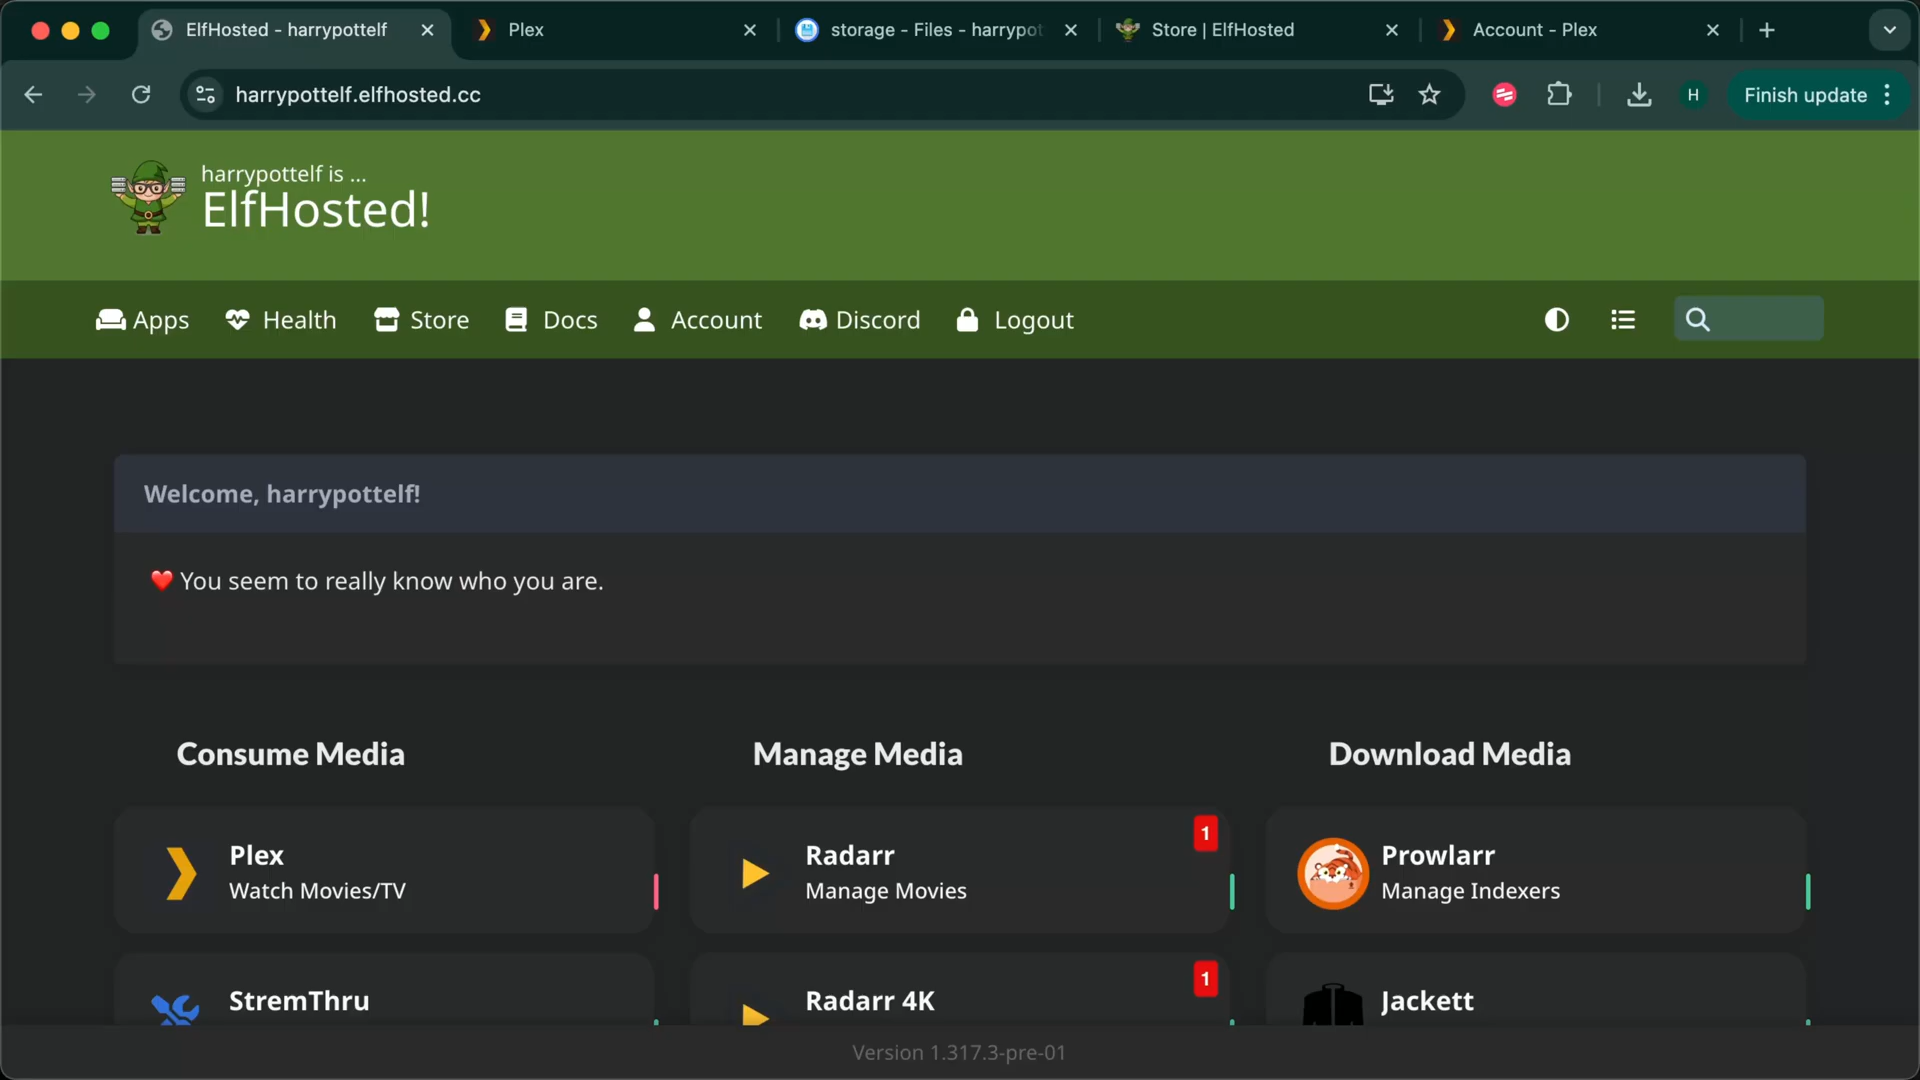 ElfHosted - harrypottelf
Plex
storage - Files - harrypot
Store | ElfHosted
Account - Plex
harrypottelf.elfhosted.cc
H
Finish update
harrypottelf is ...
ElfHosted!
Apps
Health
Store
Docs
Account
Discord
Logout
Welcome, harrypottelf!
❤️ You seem to really know who you are.
Consume Media
Manage Media
Download Media
Plex
Watch Movies/TV
1
Radarr
Manage Movies
Prowlarr
Manage Indexers
StremThru
1
Radarr 4K
Jackett
Version 1.317.3-pre-01